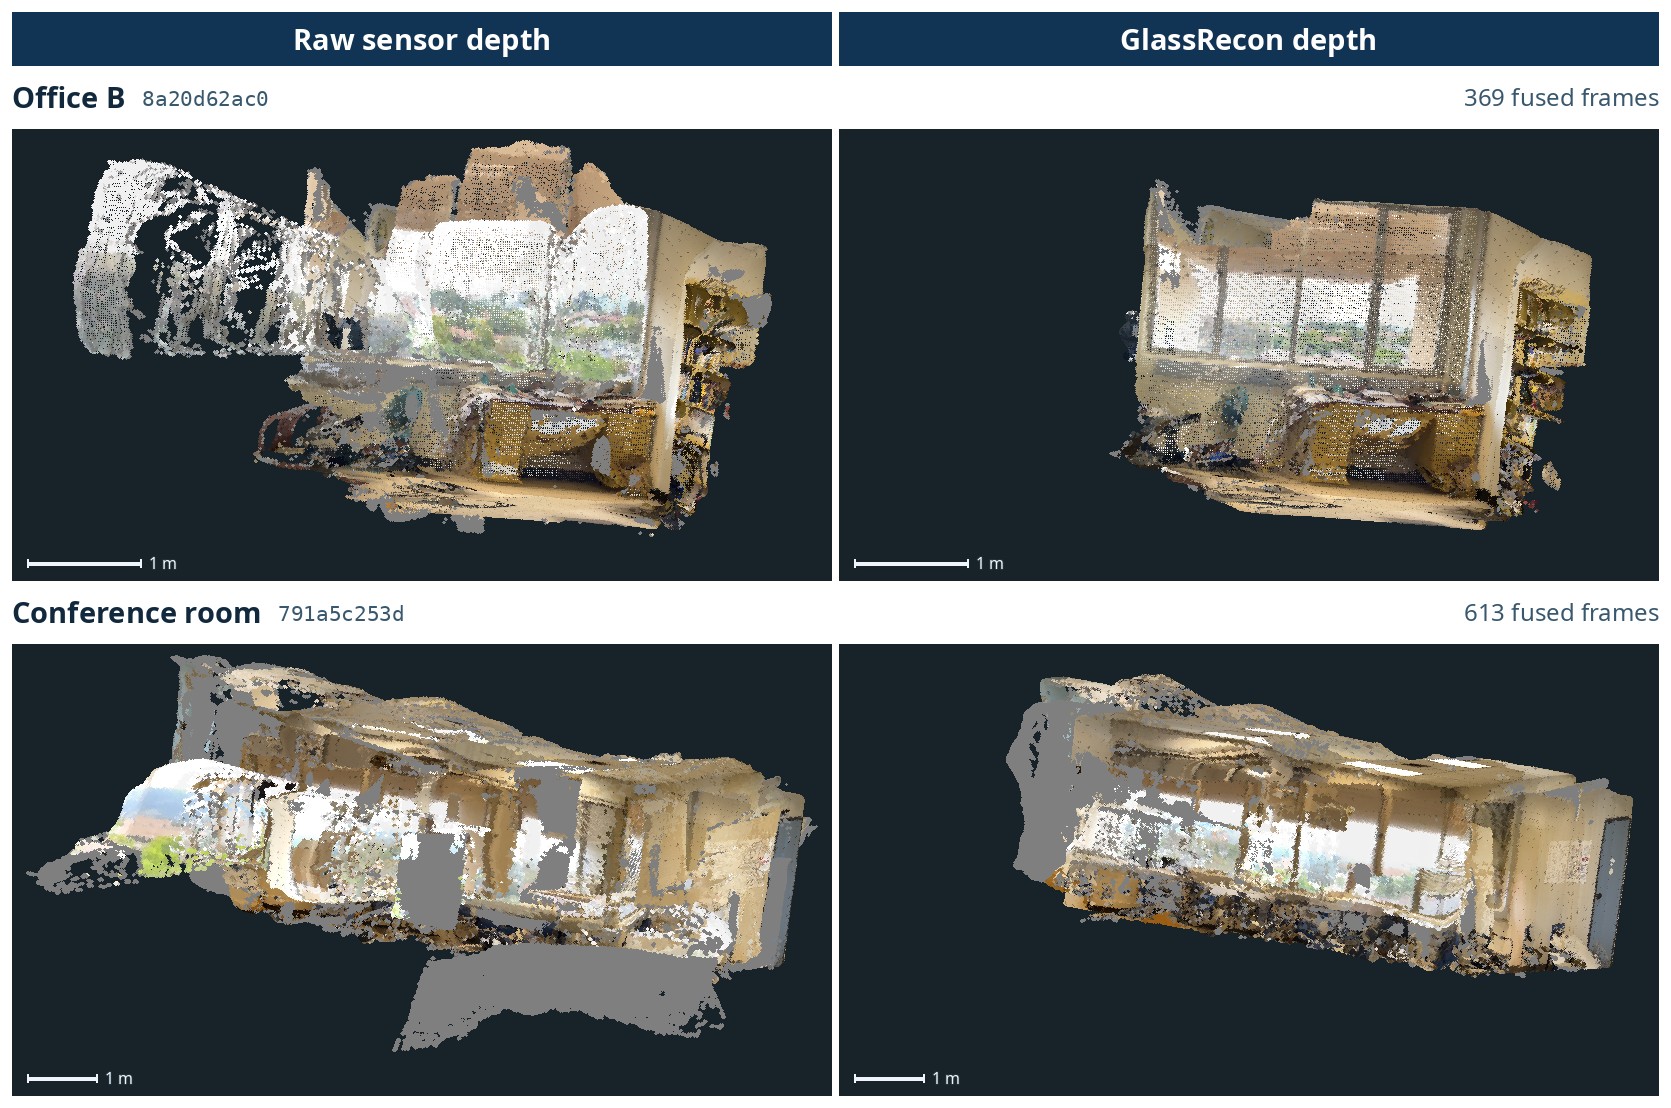 Raw sensor depth
GlassRecon depth
Office B 8a20d62ac0
369 fused frames
1 m
1 m
Conference room 791a5c253d
613 fused frames
1 m
1 m